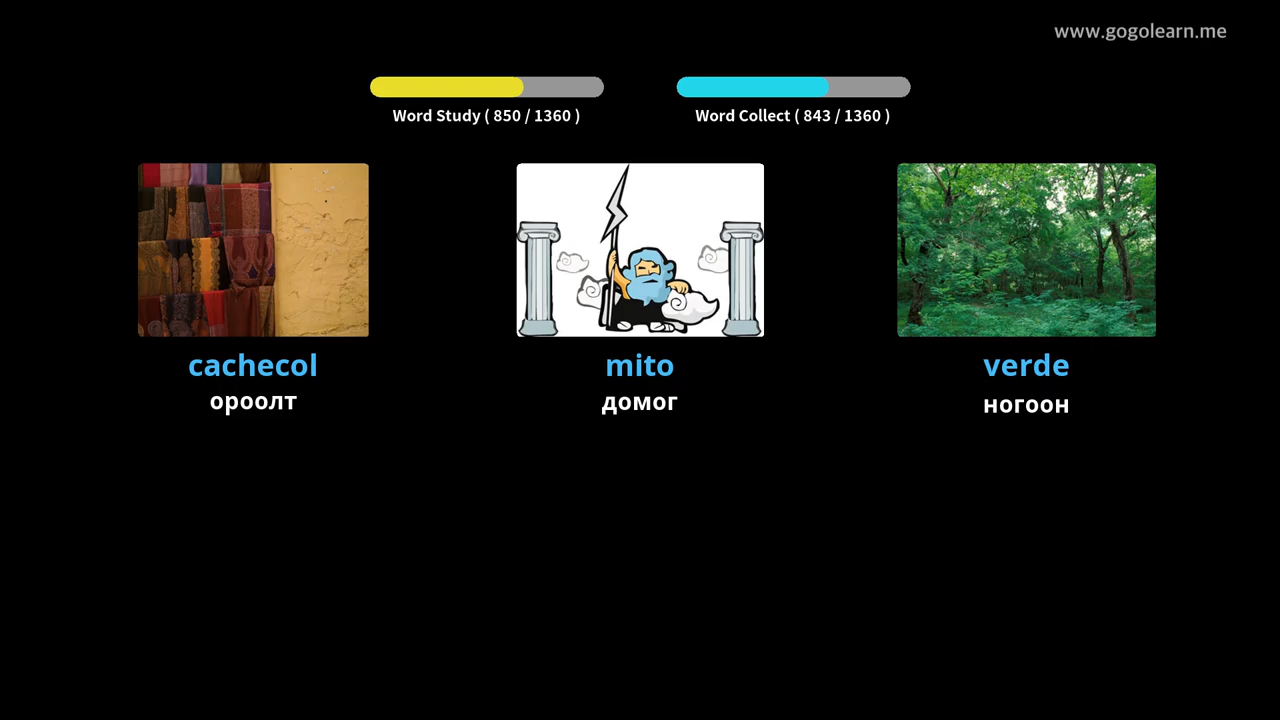 www.gogolearn.me
Word Study ( 850 / 1360 )
Word Collect ( 843 / 1360 )
cachecol
mito
verde
ороолт
домог
ногоон